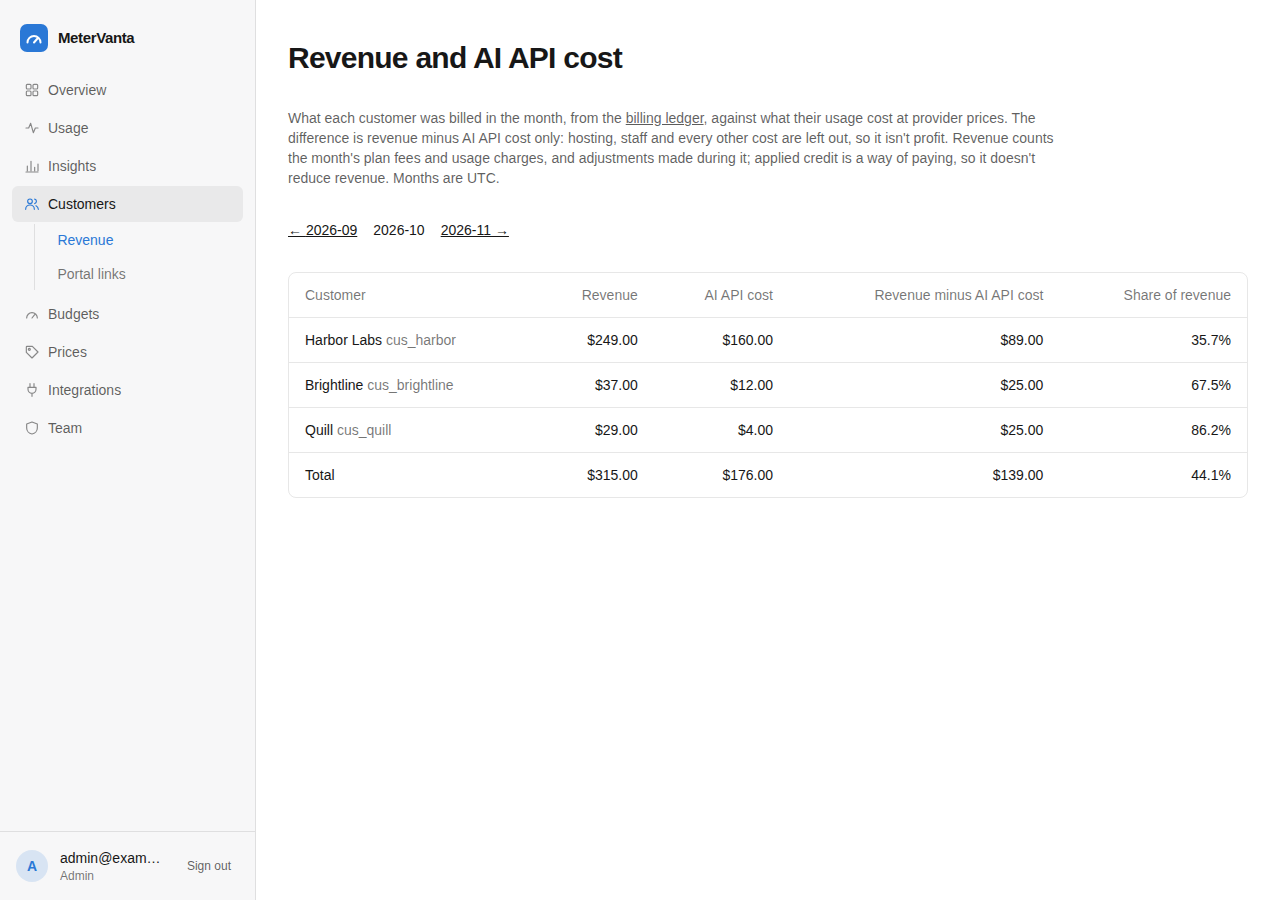 MeterVanta
Overview
Usage
Insights
Customers
Revenue
Portal links
Budgets
Prices
Integrations
Team
A
admin@exam…
Admin
Sign out
Revenue and AI API cost
What each customer was billed in the month, from the billing ledger, against what their usage cost at provider prices. The
difference is revenue minus AI API cost only: hosting, staff and every other cost are left out, so it isn't profit. Revenue counts
the month's plan fees and usage charges, and adjustments made during it; applied credit is a way of paying, so it doesn't
reduce revenue. Months are UTC.
← 2026-09 2026-10 2026-11 →
Customer Revenue AI API cost Revenue minus AI API cost Share of revenue
Harbor Labs cus_harbor $249.00 $160.00 $89.00 35.7%
Brightline cus_brightline $37.00 $12.00 $25.00 67.5%
Quill cus_quill $29.00 $4.00 $25.00 86.2%
Total $315.00 $176.00 $139.00 44.1%